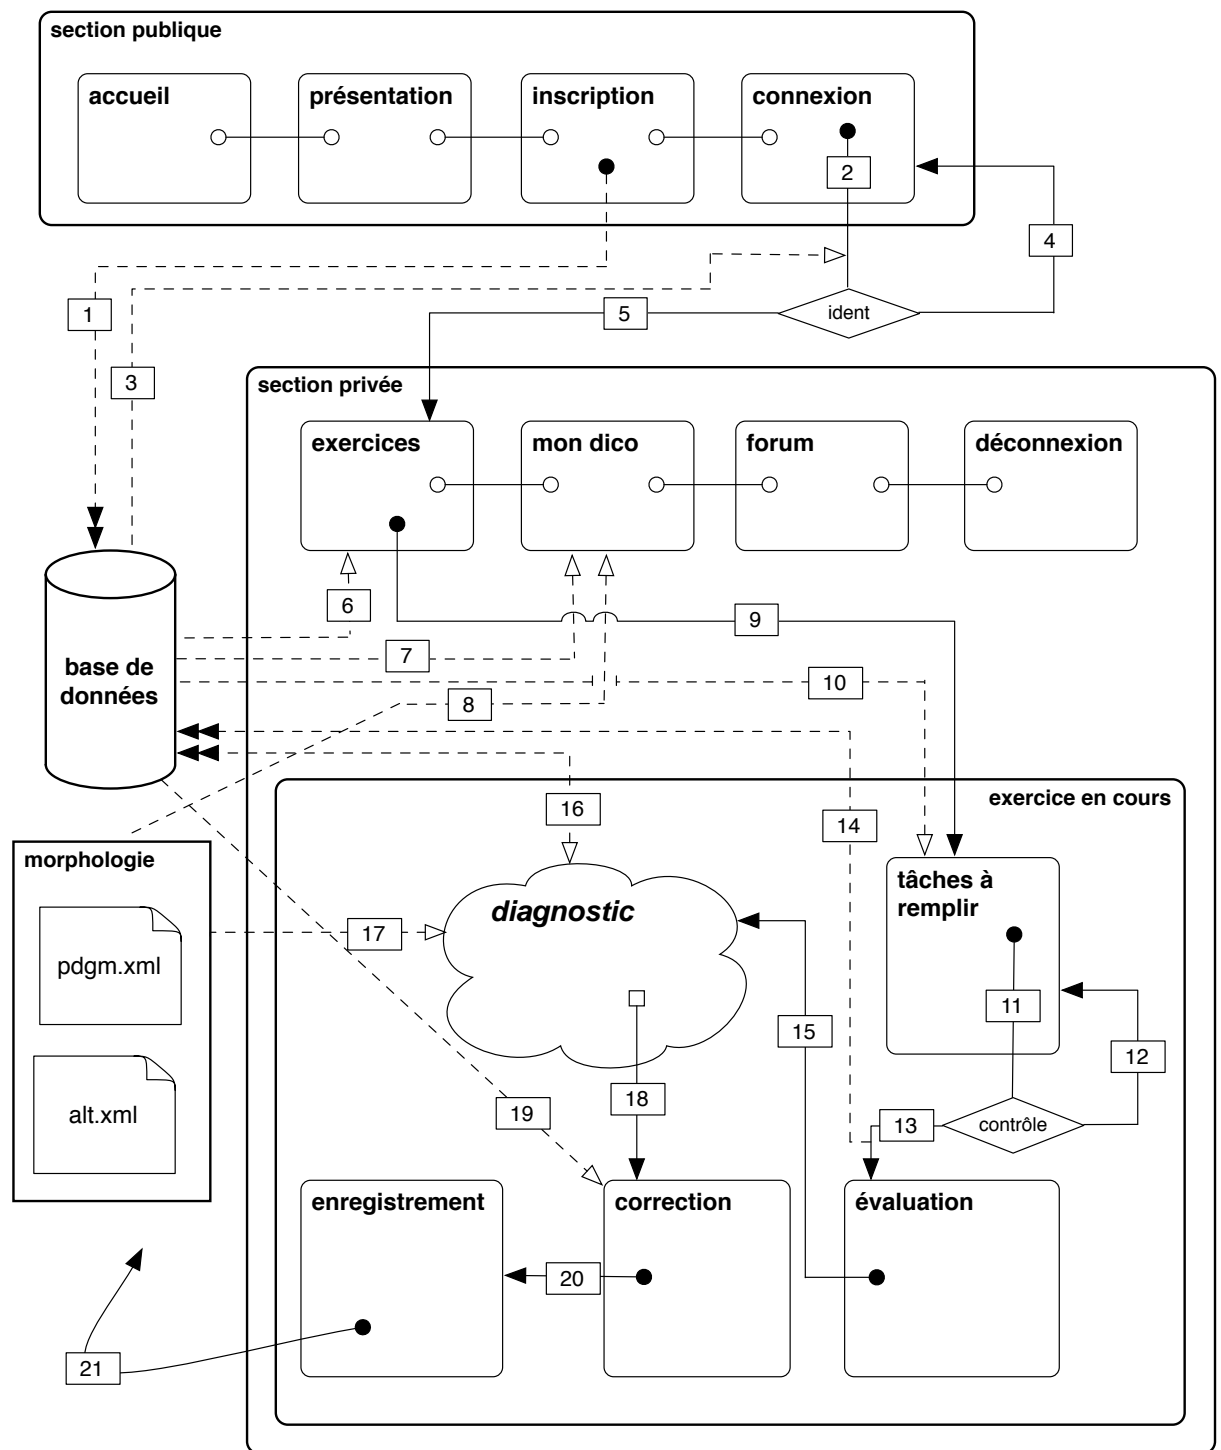 section publique
accueil
présentation
inscription
connexion
2
4
1
5
ident
3
section privée
exercices
mon dico
forum
déconnexion
6
9
7
base de
données
10
8
exercice en cours
16
14
morphologie
tâches à
remplir
diagnostic
17
pdgm.xml
11
15
12
18
19
13
contrôle
alt.xml
enregistrement
correction
évaluation
20
21